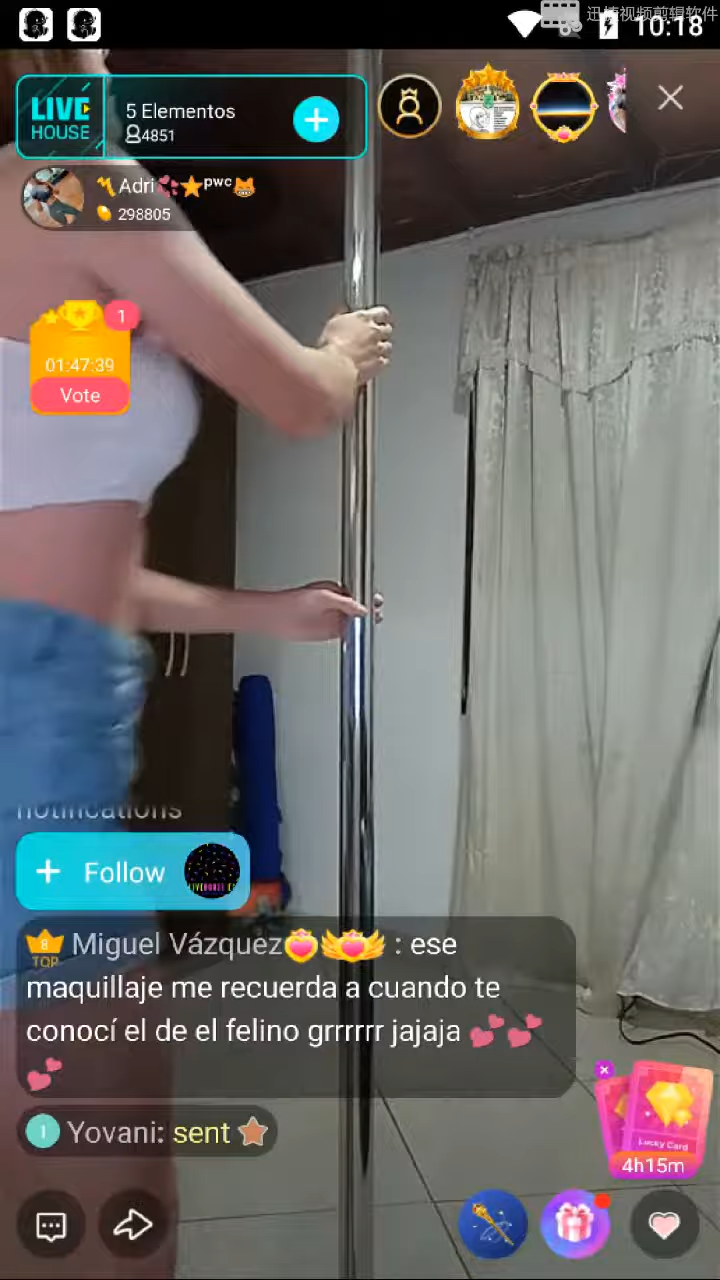 迅捷视频剪辑软件
10:18
LIVE
HOUSE
5 Elementos
4851
Adri pwc
298805
1
01:47:39
Vote
notifications
+ Follow
8
TOP
Miguel Vázquez : ese
maquillaje me recuerda a cuando te
conocí el de el felino grrrrrr jajaja
1 Yovani: sent
Lucky Card
4h15m